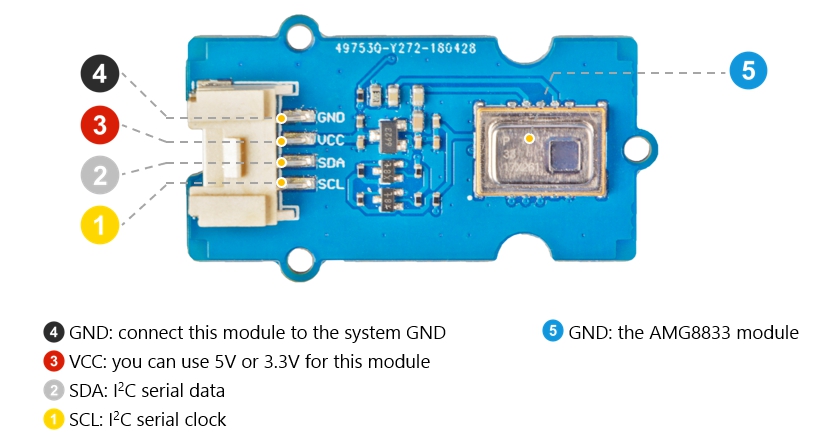 49753Q-Y272-180428
4
5
GND
3
VCC
2
SDA
SCL
1
4 GND: connect this module to the system GND
5 GND: the AMG8833 module
3 VCC: you can use 5V or 3.3V for this module
2 SDA: I²C serial data
1 SCL: I²C serial clock